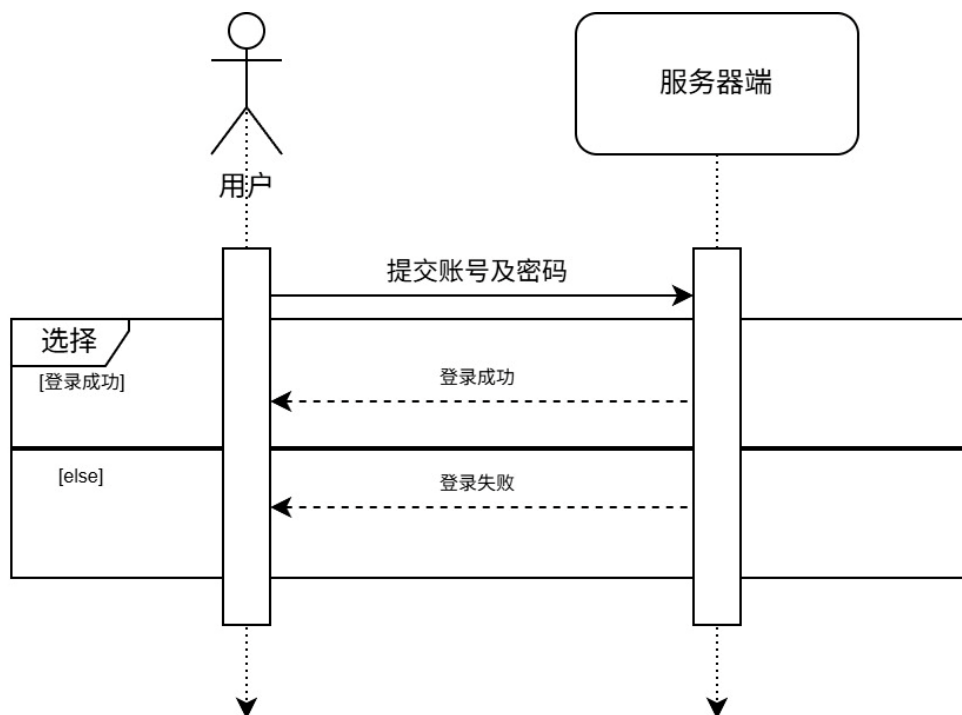 服务器端
用户
提交账号及密码
选择
[登录成功]
登录成功
[else]
登录失败